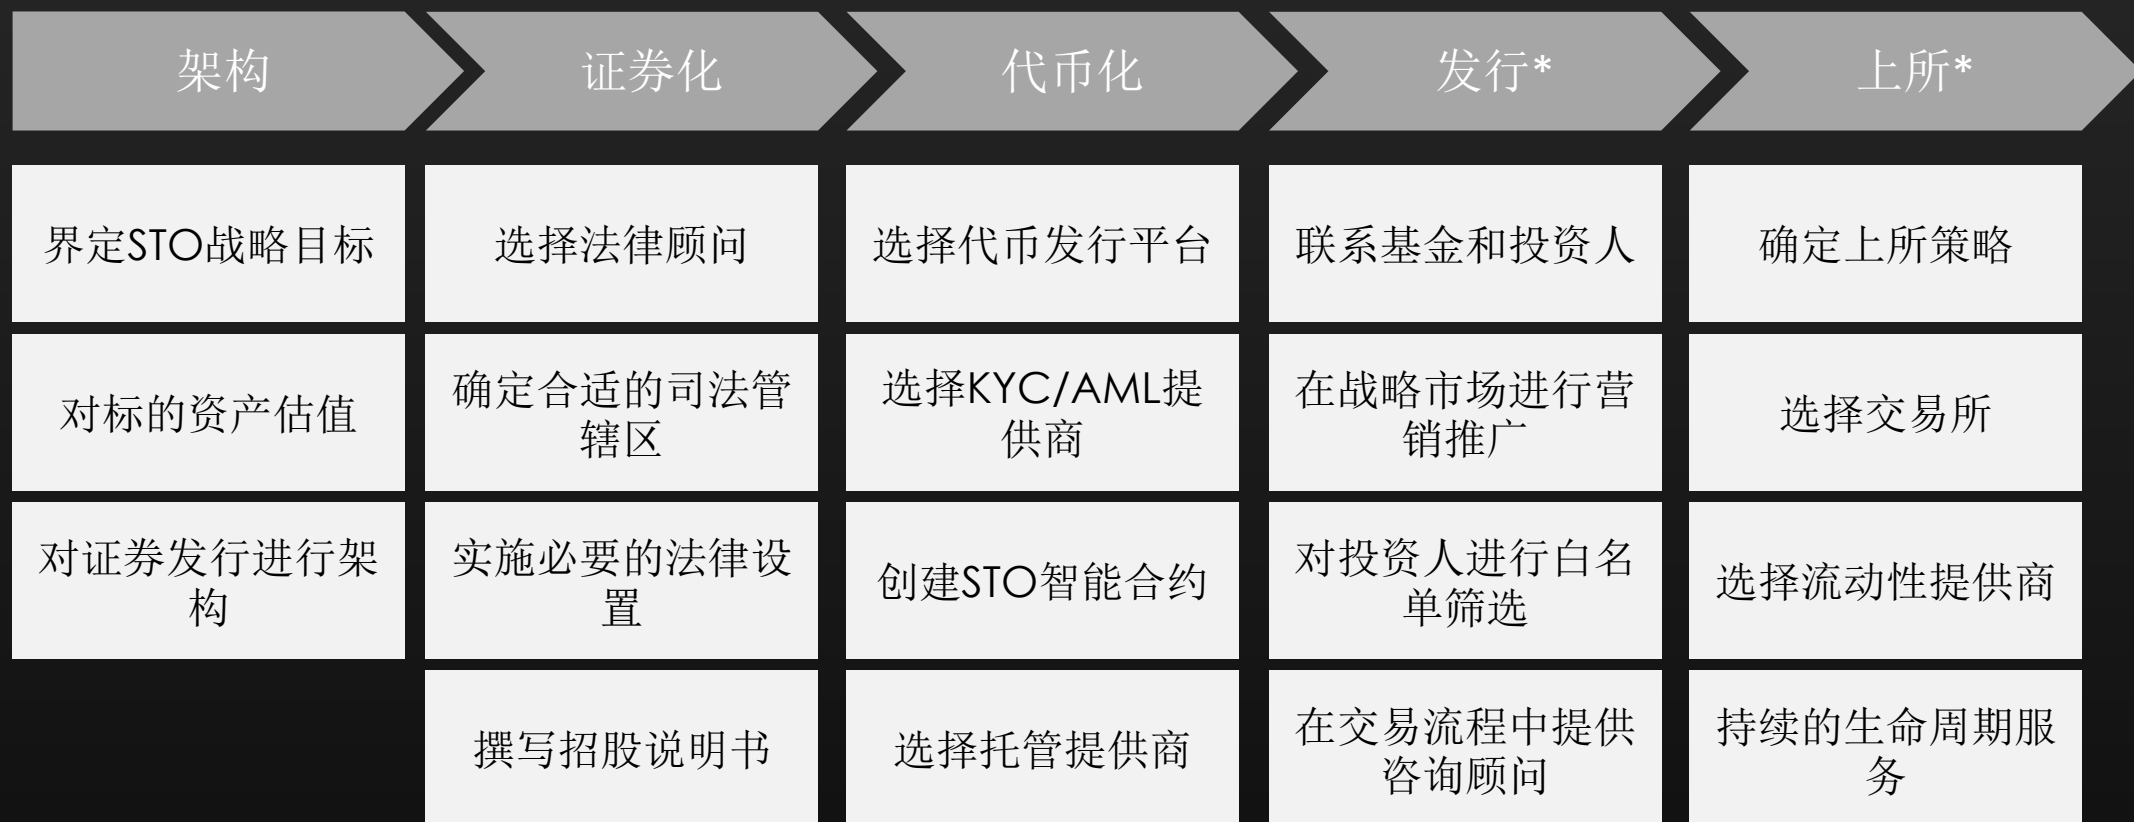 架构
证券化
代币化
发行*
上所*
界定STO战略目标
选择法律顾问
选择代币发行平台
联系基金和投资人
确定上所策略
对标的资产估值
确定合适的司法管
辖区
选择KYC/AML提
供商
在战略市场进行营
销推广
选择交易所
对证券发行进行架
构
实施必要的法律设
置
创建STO智能合约
对投资人进行白名
单筛选
选择流动性提供商
撰写招股说明书
选择托管提供商
在交易流程中提供
咨询顾问
持续的生命周期服
务